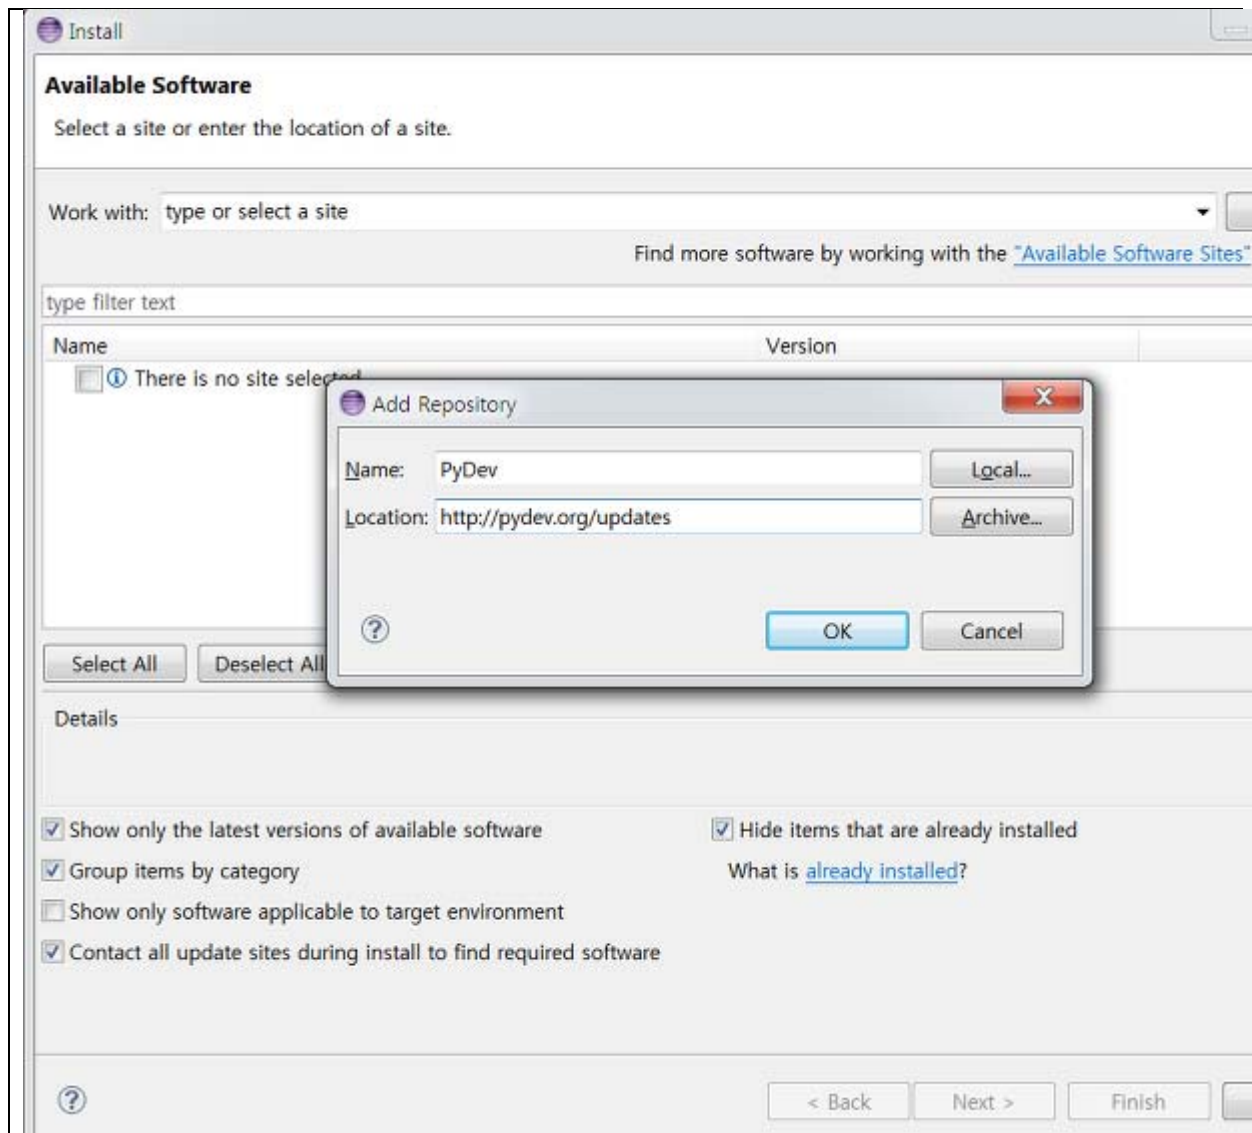 Install
Available Software
Select a site or enter the location of a site.
Work with: type or select a site
Find more software by working with the "Available Software Sites"
type filter text
Name Version
There is no site selected
Add Repository
Name: PyDev Local...
Location: http://pydev.org/updates Archive...
OK Cancel
Select All Deselect All
Details
Show only the latest versions of available software Hide items that are already installed
Group items by category What is already installed?
Show only software applicable to target environment
Contact all update sites during install to find required software
< Back Next > Finish